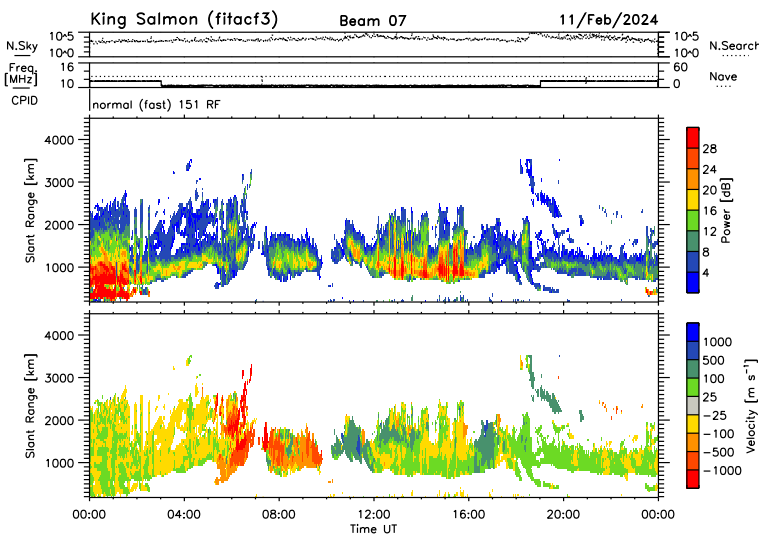 King Salmon (fitacf3) Beam 07 11/Feb/2024
N.Sky 10^5 10^0 10^5 10^0 N.Search
Freq. [MHz] 16 10 60 0 Nave
CPID normal (fast) 151 RF
Slant Range [km] 4000 3000 2000 1000
Power [dB] 28 24 20 16 12 8 4
Slant Range [km] 4000 3000 2000 1000
Velocity [m s⁻¹] 1000 500 100 25 −25 −100 −500 −1000
00:00 04:00 08:00 12:00 16:00 20:00 00:00
Time UT